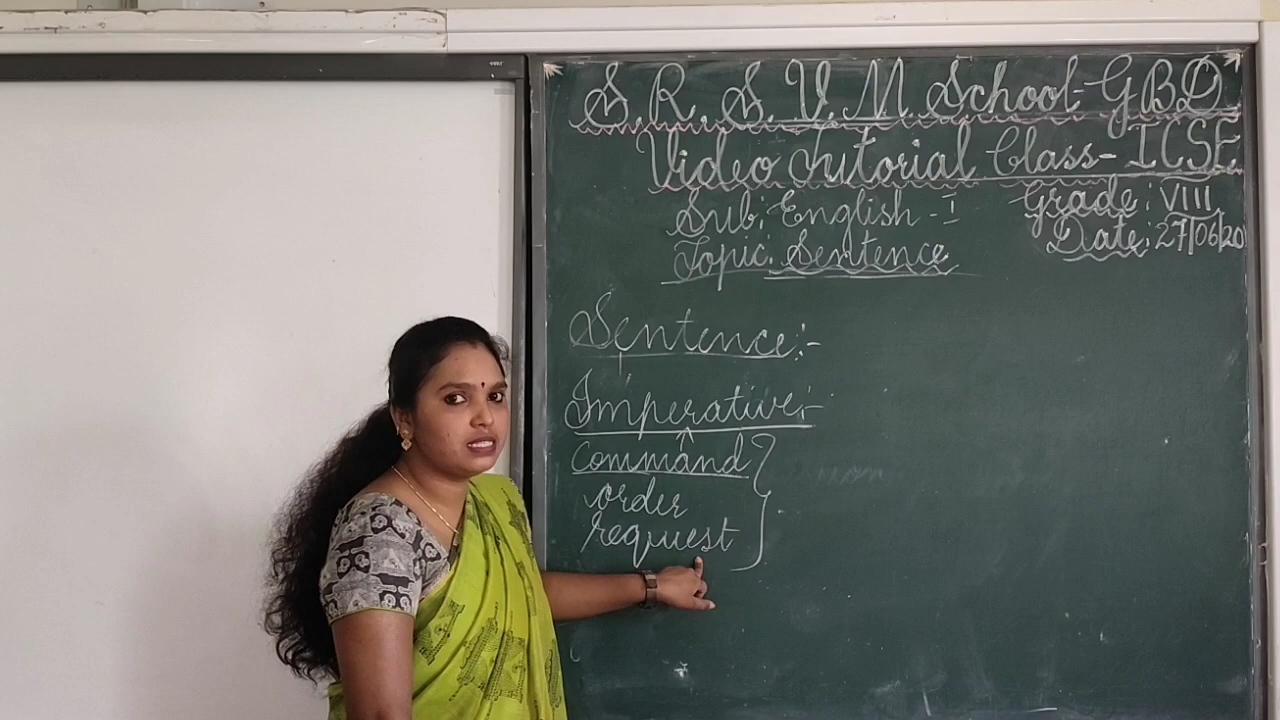 S.R.S.V.M School-GBD
Video Tutorial Class-ICSE
Sub: English - I
Grade: VIII
Topic: Sentence
Date: 27/06/20
Sentence:-
Imperative:-
command
order
request